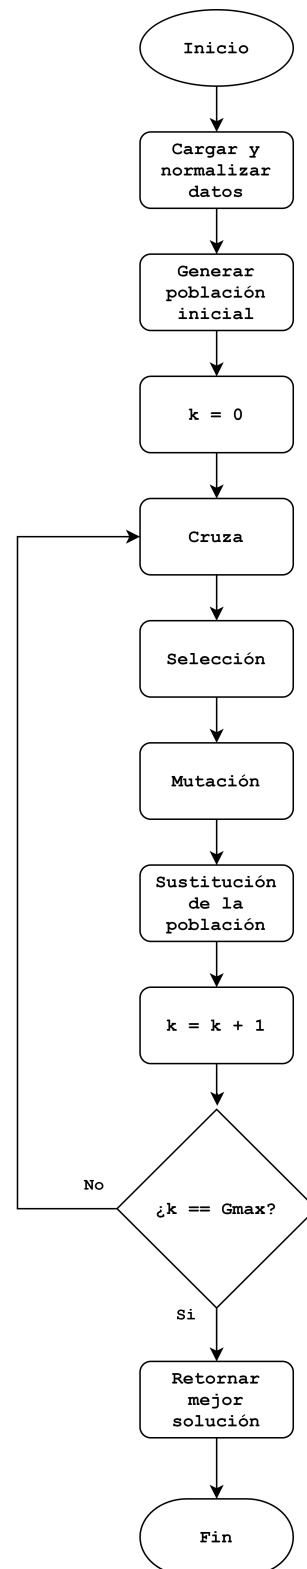 Inicio
Cargar y
normalizar
datos
Generar
población
inicial
k = 0
Cruza
Selección
Mutación
Sustitución
de la
población
k = k + 1
¿k == Gmax?
No
Si
Retornar
mejor
solución
Fin